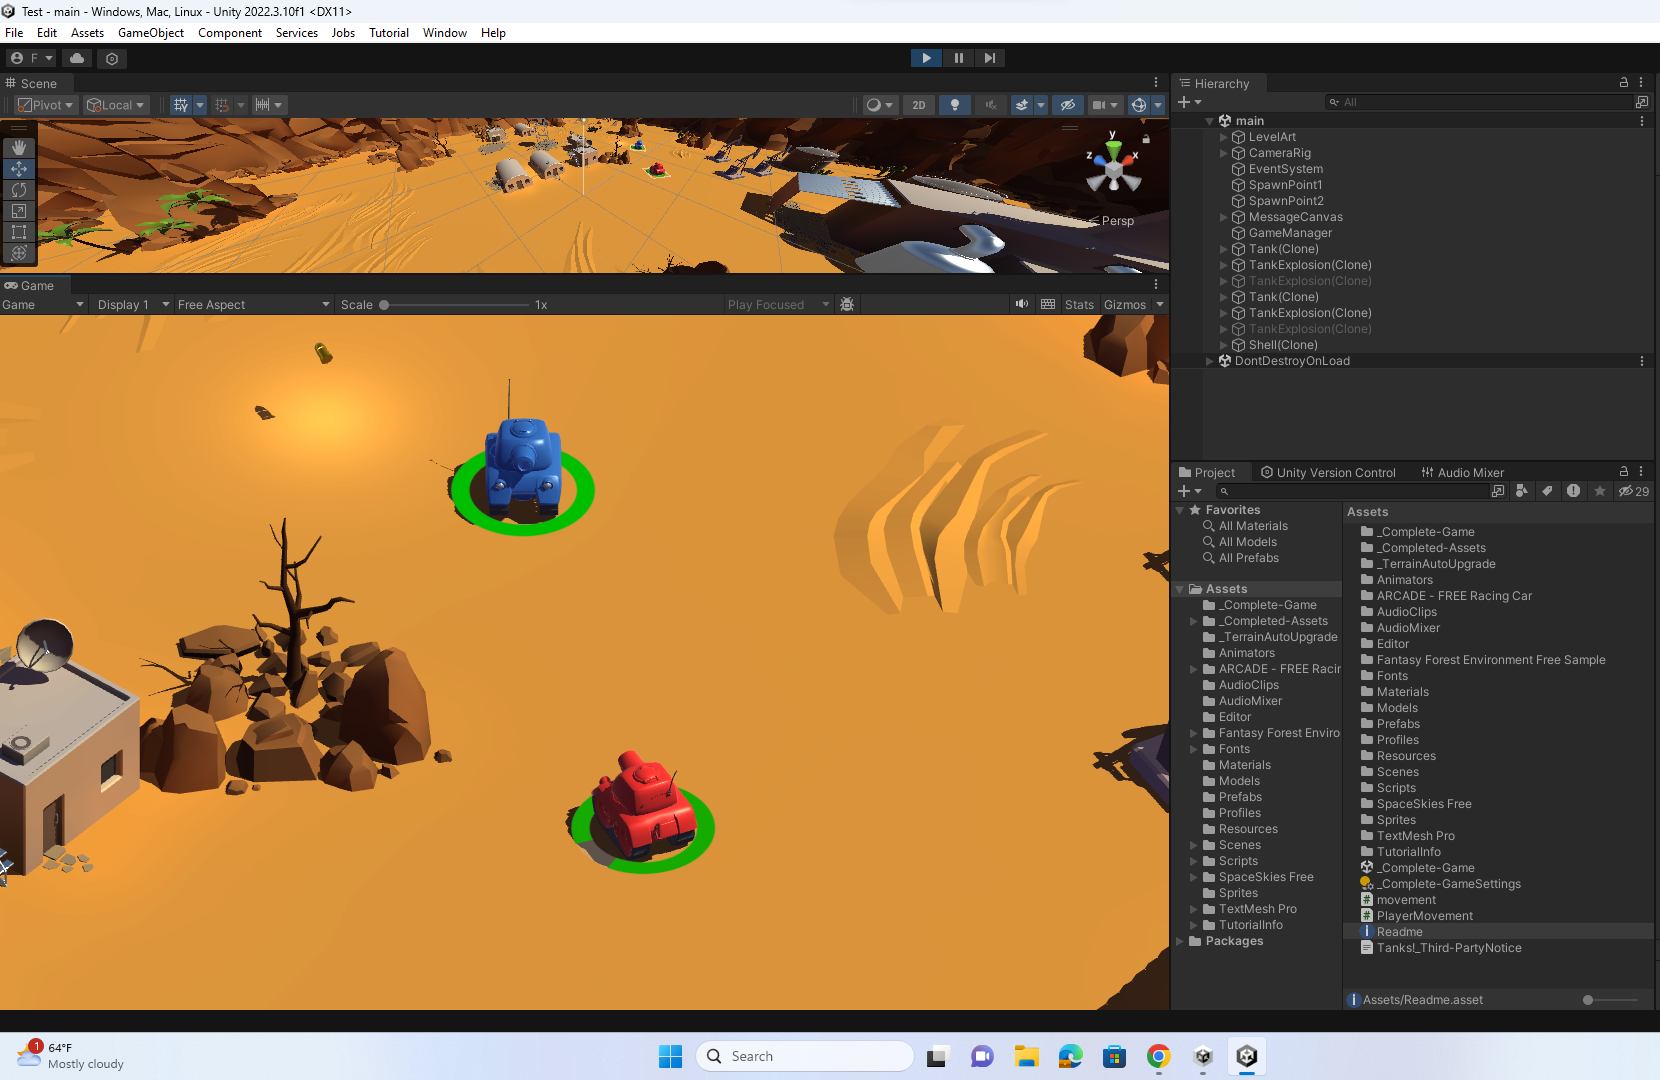 Test - main - Windows, Mac, Linux - Unity 2022.3.10f1 <DX11>
File Edit Assets GameObject Component Services Jobs Tutorial Window Help
F
Scene
Pivot Local 2D
y
z x
Persp
Game
Game Display 1 Free Aspect Scale 1x Play Focused Stats Gizmos
Hierarchy
All
main
LevelArt
CameraRig
EventSystem
SpawnPoint1
SpawnPoint2
MessageCanvas
GameManager
Tank(Clone)
TankExplosion(Clone)
TankExplosion(Clone)
Tank(Clone)
TankExplosion(Clone)
TankExplosion(Clone)
Shell(Clone)
DontDestroyOnLoad
Project Unity Version Control Audio Mixer
29
Favorites
All Materials
All Models
All Prefabs
Assets
_Complete-Game
_Completed-Assets
_TerrainAutoUpgrade
Animators
ARCADE - FREE Racir
AudioClips
AudioMixer
Editor
Fantasy Forest Enviro
Fonts
Materials
Models
Prefabs
Profiles
Resources
Scenes
Scripts
SpaceSkies Free
Sprites
TextMesh Pro
TutorialInfo
Packages
Assets
_Complete-Game
_Completed-Assets
_TerrainAutoUpgrade
Animators
ARCADE - FREE Racing Car
AudioClips
AudioMixer
Editor
Fantasy Forest Environment Free Sample
Fonts
Materials
Models
Prefabs
Profiles
Resources
Scenes
Scripts
SpaceSkies Free
Sprites
TextMesh Pro
TutorialInfo
_Complete-Game
_Complete-GameSettings
movement
PlayerMovement
Readme
Tanks!_Third-PartyNotice
Assets/Readme.asset
1
64°F
Mostly cloudy
Search